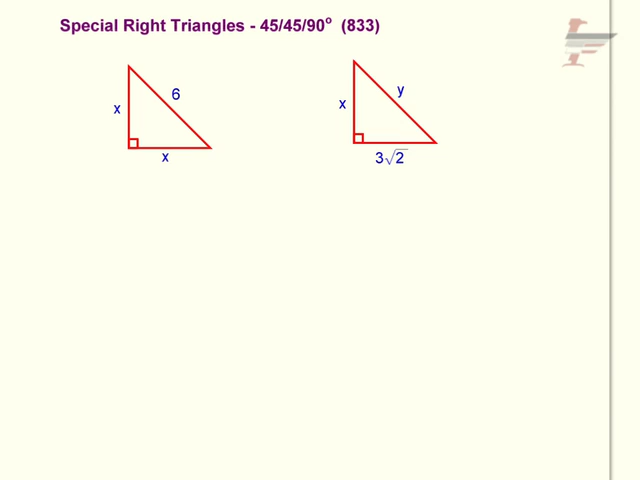 Special Right Triangles - 45/45/90° (833)
x
6
x
x
y
3√2